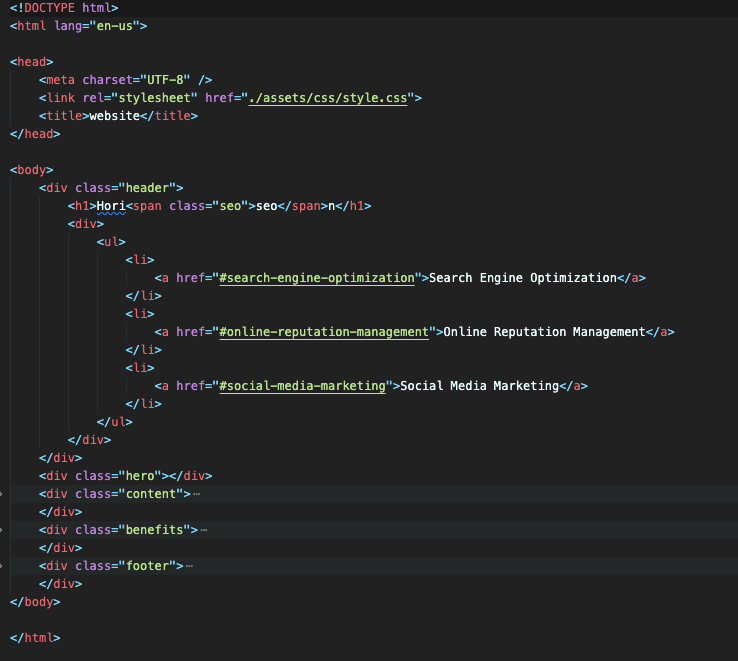 <!DOCTYPE html>
<html lang="en-us">
<head>
<meta charset="UTF-8" />
<link rel="stylesheet" href="./assets/css/style.css">
<title>website</title>
</head>
<body>
<div class="header">
<h1>Hori<span class="seo">seo</span>n</h1>
<div>
<ul>
<li>
<a href="#search-engine-optimization">Search Engine Optimization</a>
</li>
<li>
<a href="#online-reputation-management">Online Reputation Management</a>
</li>
<li>
<a href="#social-media-marketing">Social Media Marketing</a>
</li>
</ul>
</div>
</div>
<div class="hero"></div>
<div class="content">⋯
</div>
<div class="benefits">⋯
</div>
<div class="footer">⋯
</div>
</body>
</html>